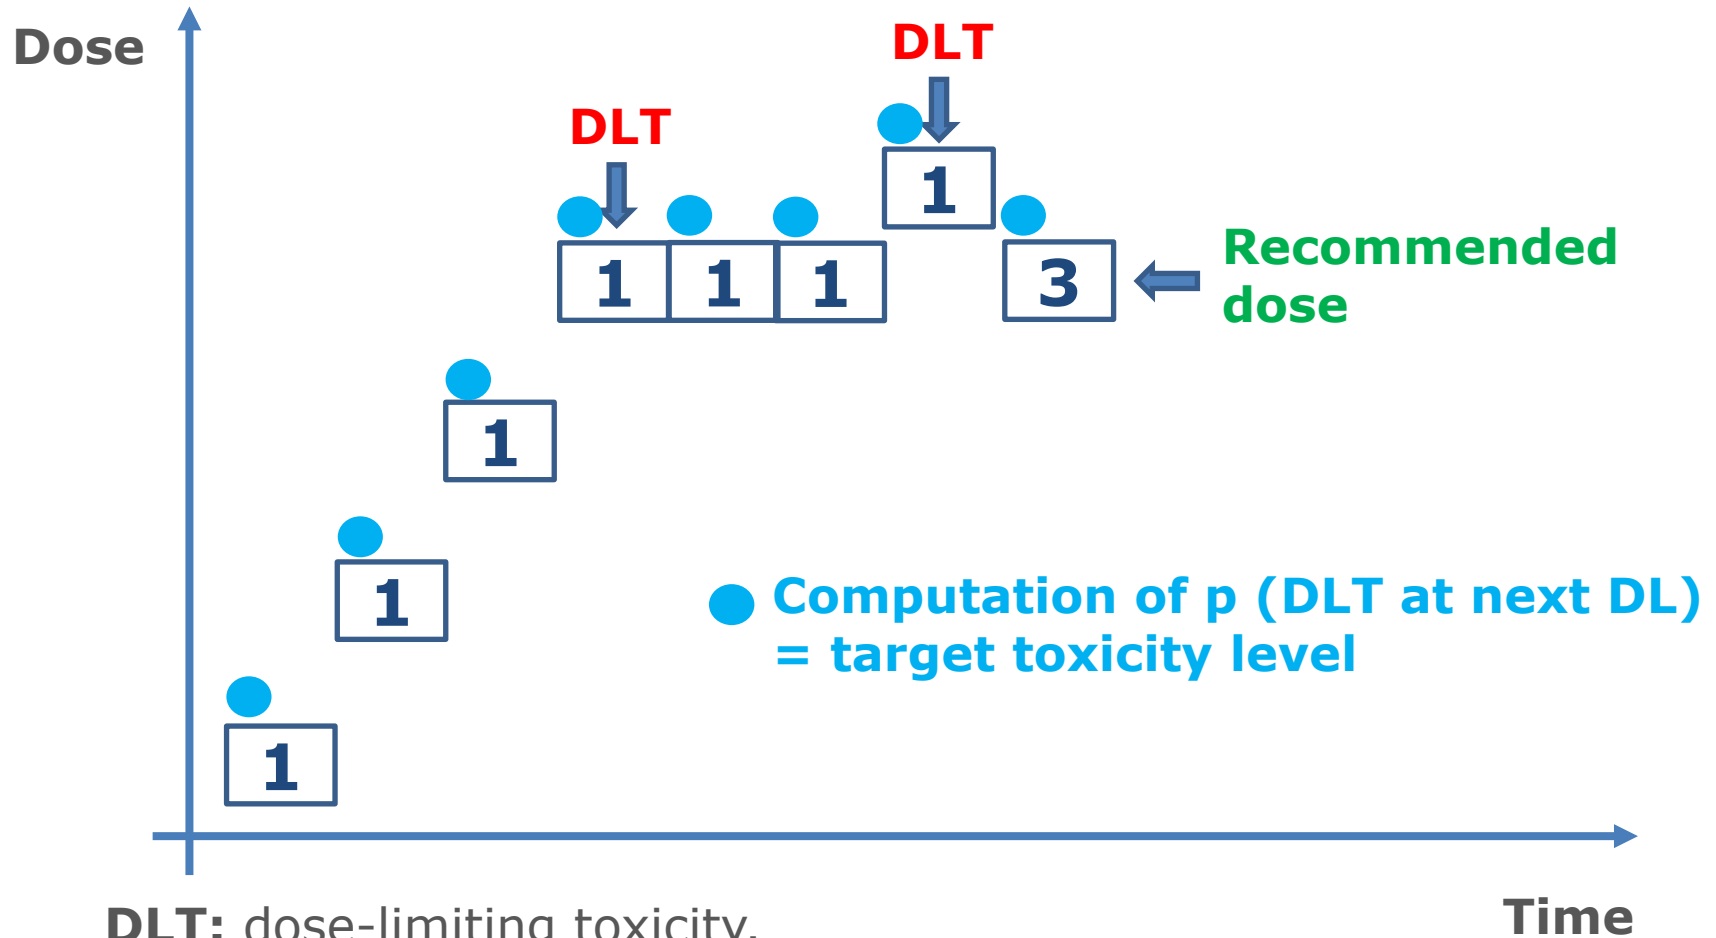 Dose
DLT
DLT
1
1
1
1
3
Recommended
dose
1
1
Computation of p (DLT at next DL)
= target toxicity level
1
Time
DLT: dose-limiting toxicity.